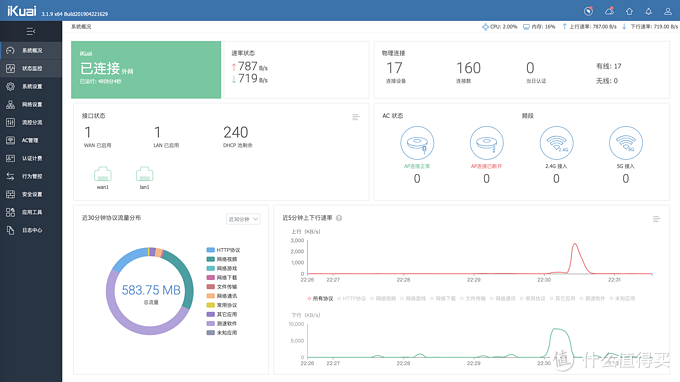 iKuai 3.1.9 x64 Build201904221629
系统概况
CPU: 2.00% 内存: 16% 上行速率: 787.00 B/s 下行速率: 719.00 B/s
系统概况
状态监控
系统设置
网络设置
流控分流
AC管理
认证计费
行为管控
安全设置
应用工具
日志中心
iKuai
已连接 外网
速率状态
787 B/s
719 B/s
物理连接
17 160 0
连接设备 连接数 当日认证
有线: 17
无线: 0
接口状态
1 1 240
WAN 已启用 LAN 已启用 DHCP 池剩余
wan1 lan1
AC 状态 频段
2.4G 5G
AP连接正常 AP连接已断开 2.4G 接入 5G 接入
0 0 0 0
近30分钟协议流量分布
近30分钟
583.75 MB
总流量
HTTP协议
网络视频
网络游戏
网络下载
文件传输
网络通讯
常用协议
其它应用
测速软件
未知应用
近5分钟上下行速率
上行 (KB/s)
3,000
2,000
1,000
0
22:26 22:27 22:28 22:29 22:30 22:31
所有协议 HTTP协议 网络视频 网络游戏 网络下载 文件传输 网络通讯 常用协议 其它应用 测速软件 未知应用
下行 (KB/s)
10,000
5,000
0
22:26 22:27 22:28 22:29 22:30
值 什么值得买